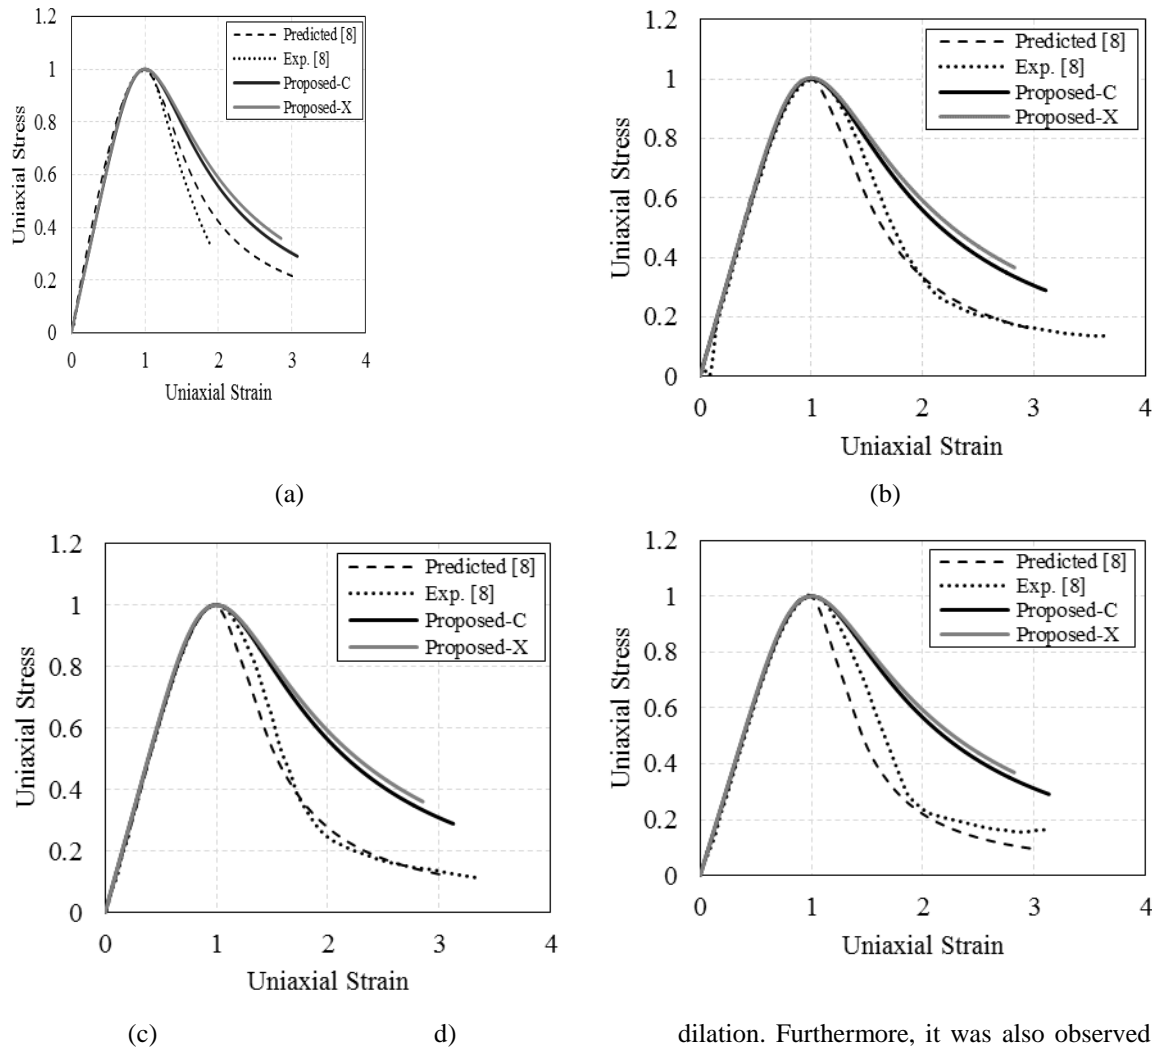 1.2
1
0.8
0.6
0.4
0.2
0
0 1 2 3 4
Uniaxial Stress
Uniaxial Strain
Predicted [8]
Exp. [8]
Proposed-C
Proposed-X
(a)
1.2
1
0.8
0.6
0.4
0.2
0
0 1 2 3 4
Uniaxial Stress
Uniaxial Strain
Predicted [8]
Exp. [8]
Proposed-C
Proposed-X
(b)
1.2
1
0.8
0.6
0.4
0.2
0
0 1 2 3 4
Uniaxial Stress
Uniaxial Strain
Predicted [8]
Exp. [8]
Proposed-C
Proposed-X
1.2
1
0.8
0.6
0.4
0.2
0
0 1 2 3 4
Uniaxial Stress
Uniaxial Strain
Predicted [8]
Exp. [8]
Proposed-C
Proposed-X
(c) d)
dilation. Furthermore, it was also observed